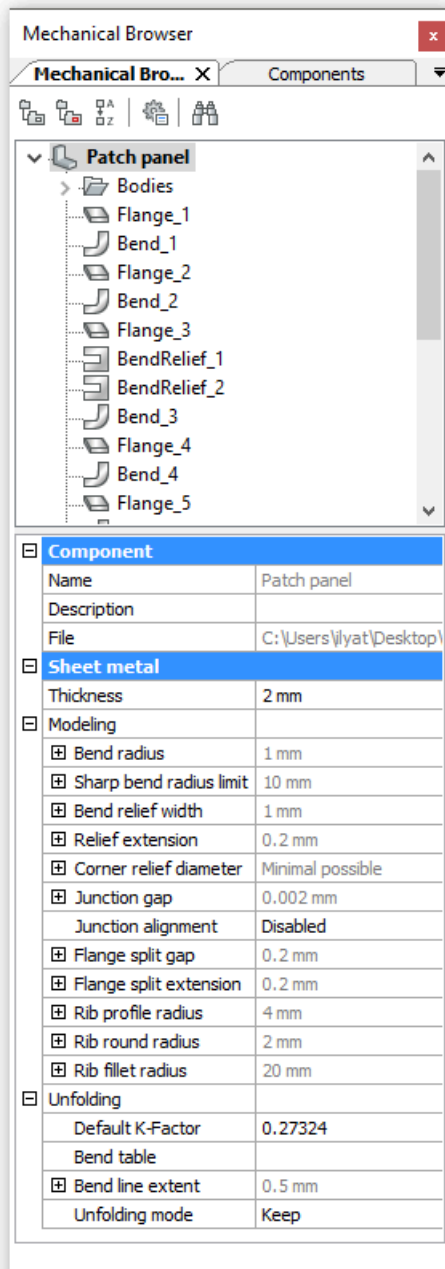 Mechanical Browser x
Mechanical Bro... X Components
A
Z
Patch panel
Bodies
Flange_1
Bend_1
Flange_2
Bend_2
Flange_3
BendRelief_1
BendRelief_2
Bend_3
Flange_4
Bend_4
Flange_5
Component
Name Patch panel
Description
File C:\Users\ilyat\Desktop\
Sheet metal
Thickness 2 mm
Modeling
Bend radius 1 mm
Sharp bend radius limit 10 mm
Bend relief width 1 mm
Relief extension 0.2 mm
Corner relief diameter Minimal possible
Junction gap 0.002 mm
Junction alignment Disabled
Flange split gap 0.2 mm
Flange split extension 0.2 mm
Rib profile radius 4 mm
Rib round radius 2 mm
Rib fillet radius 20 mm
Unfolding
Default K-Factor 0.27324
Bend table
Bend line extent 0.5 mm
Unfolding mode Keep